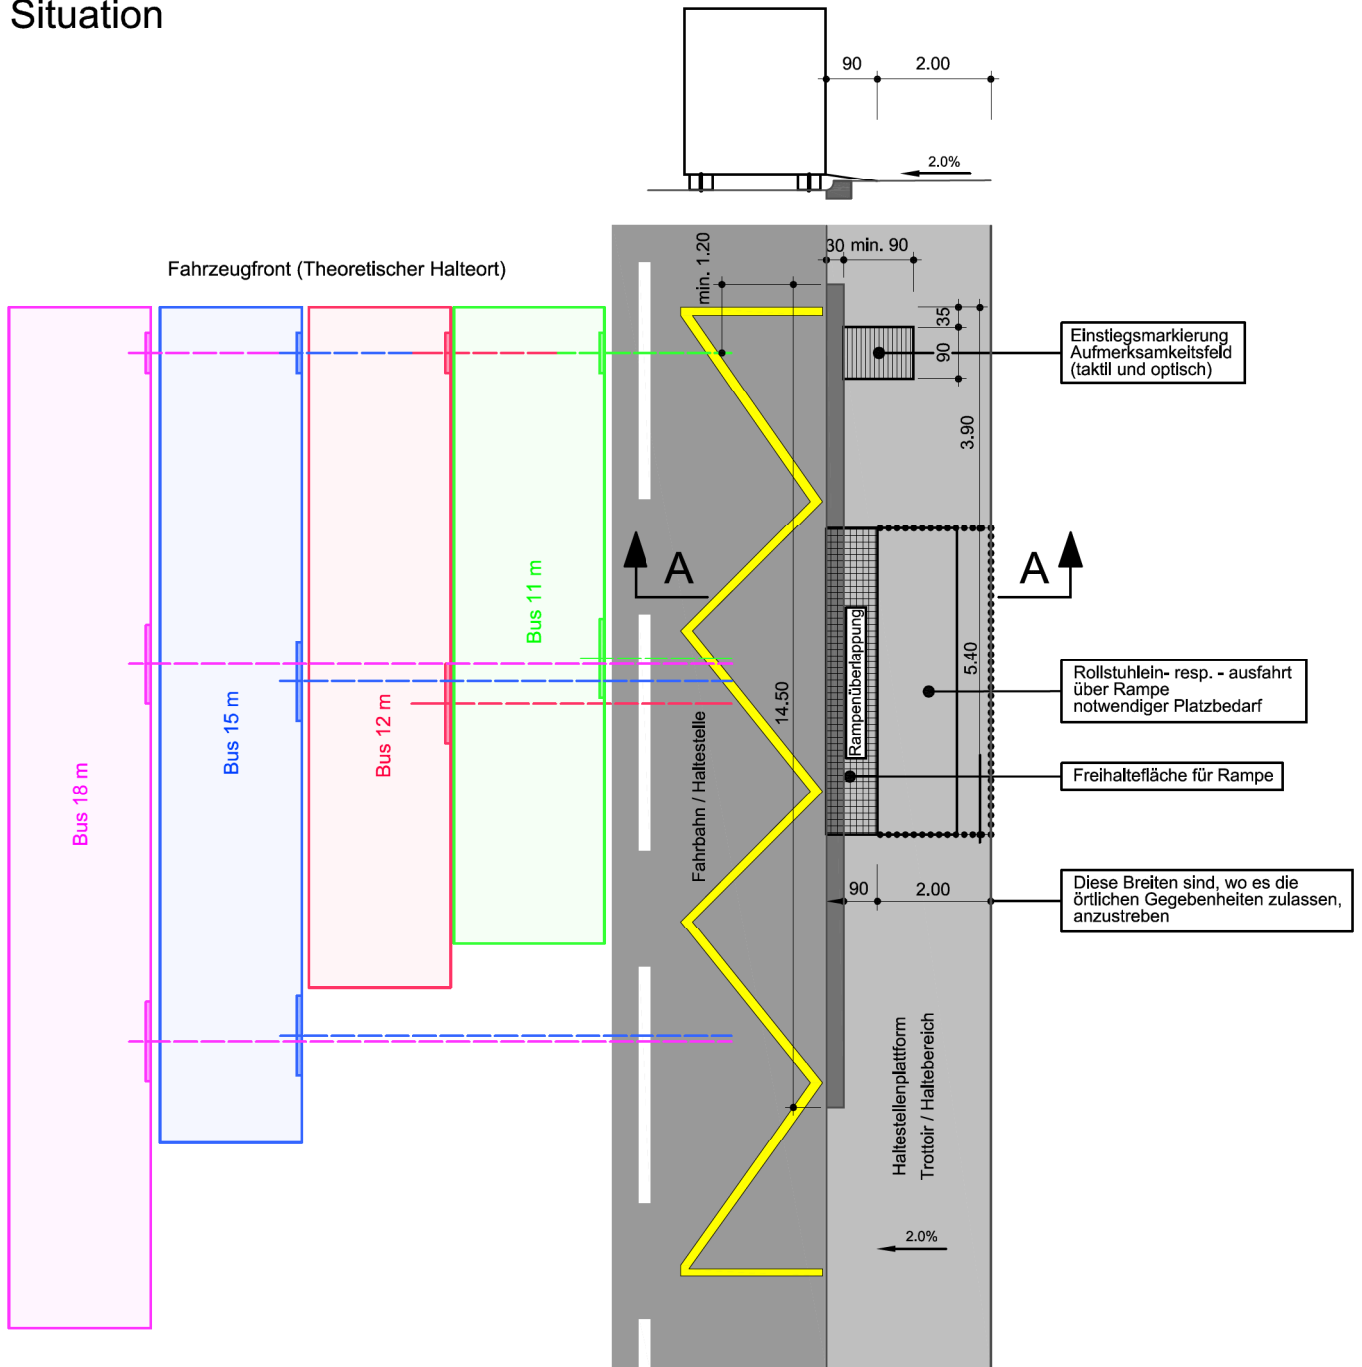 Situation
90
2.00
2.0%
Fahrzeugfront (Theoretischer Halteort)
min. 1.20
30
min. 90
35
90
3.90
Einstiegsmarkierung
Aufmerksamkeitsfeld
(taktil und optisch)
A
A
Bus 11 m
Bus 12 m
Bus 15 m
Bus 18 m
Rampenüberlappung
5.40
14.50
Fahrbahn / Haltestelle
Rollstuhlein- resp. - ausfahrt
über Rampe
notwendiger Platzbedarf
Freihaltefläche für Rampe
90
2.00
Diese Breiten sind, wo es die
örtlichen Gegebenheiten zulassen,
anzustreben
Haltestellenplattform
Trottoir / Haltebereich
2.0%